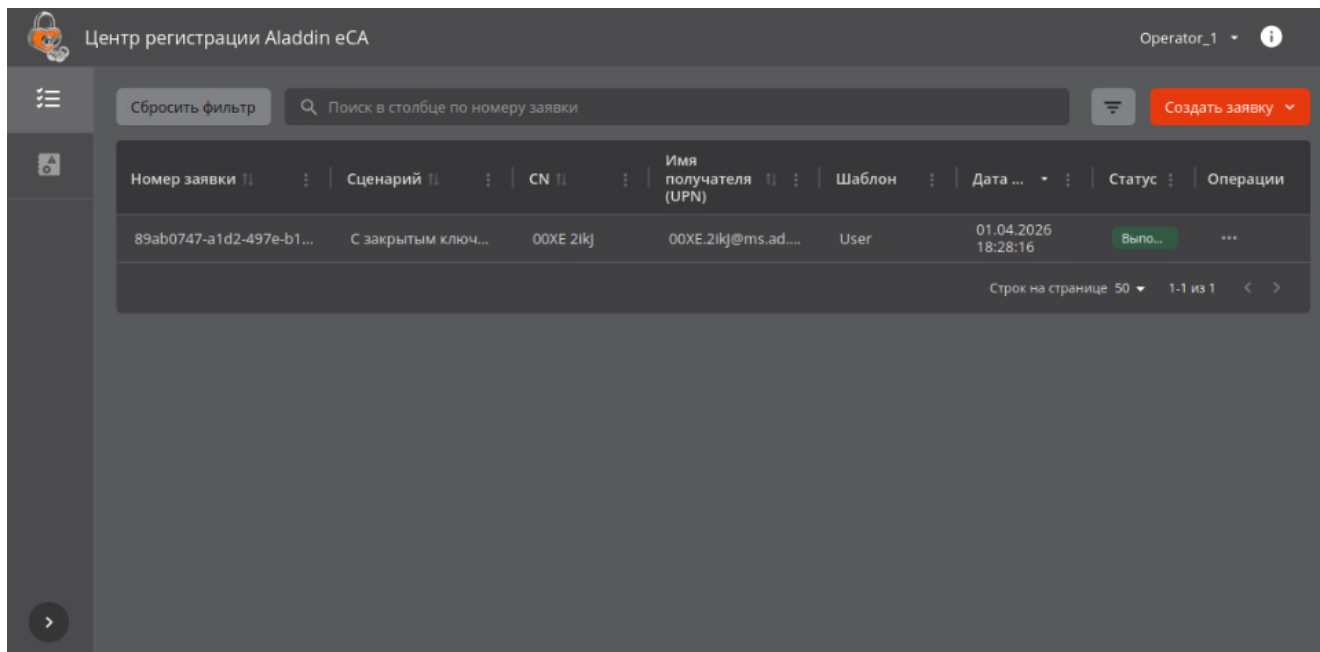 Центр регистрации Aladdin eCA
Operator_1
Сбросить фильтр
Поиск в столбце по номеру заявки
Создать заявку
Номер заявки
Сценарий
CN
Имя
получателя
(UPN)
Шаблон
Дата ...
Статус
Операции
89ab0747-a1d2-497e-b1...
С закрытым ключ...
00XE 2ikJ
00XE.2ikJ@ms.ad....
User
01.04.2026
18:28:16
Выпо...
Строк на странице 50
1-1 из 1